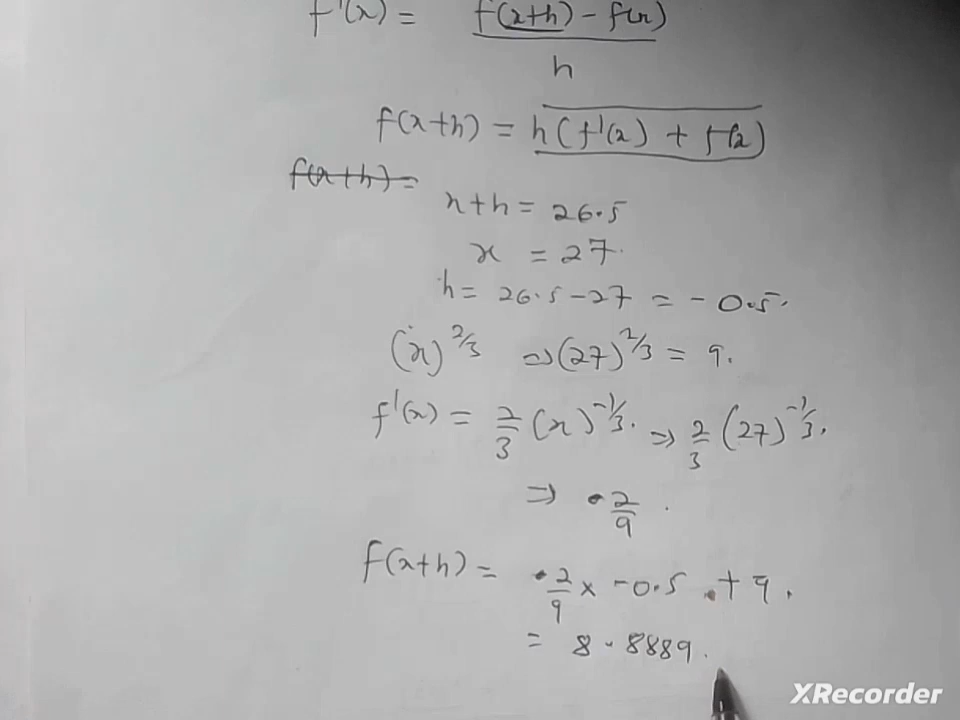 f'(x) = f(x+h) - f(x) / h
f(x+h) = h(f'(x) + f(x)
f(x+h) =
x+h = 26.5
x = 27.
h = 26.5 - 27 = - 0.5.
(x)^2/3 => (27)^2/3 = 9.
f'(x) = 2/3 (x)^-1/3. => 2/3 (27)^-1/3.
=> 2/9 .
f(x+h) = 2/9 x -0.5 + 9.
= 8.8889.
XRecorder